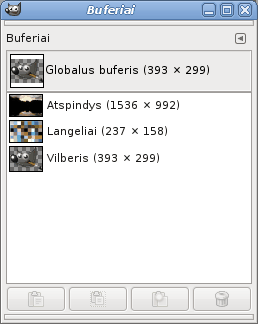 Buferiai
Buferiai
Globalus buferis (393 × 299)
Atspindys (1536 × 992)
Langeliai (237 × 158)
Vilberis (393 × 299)